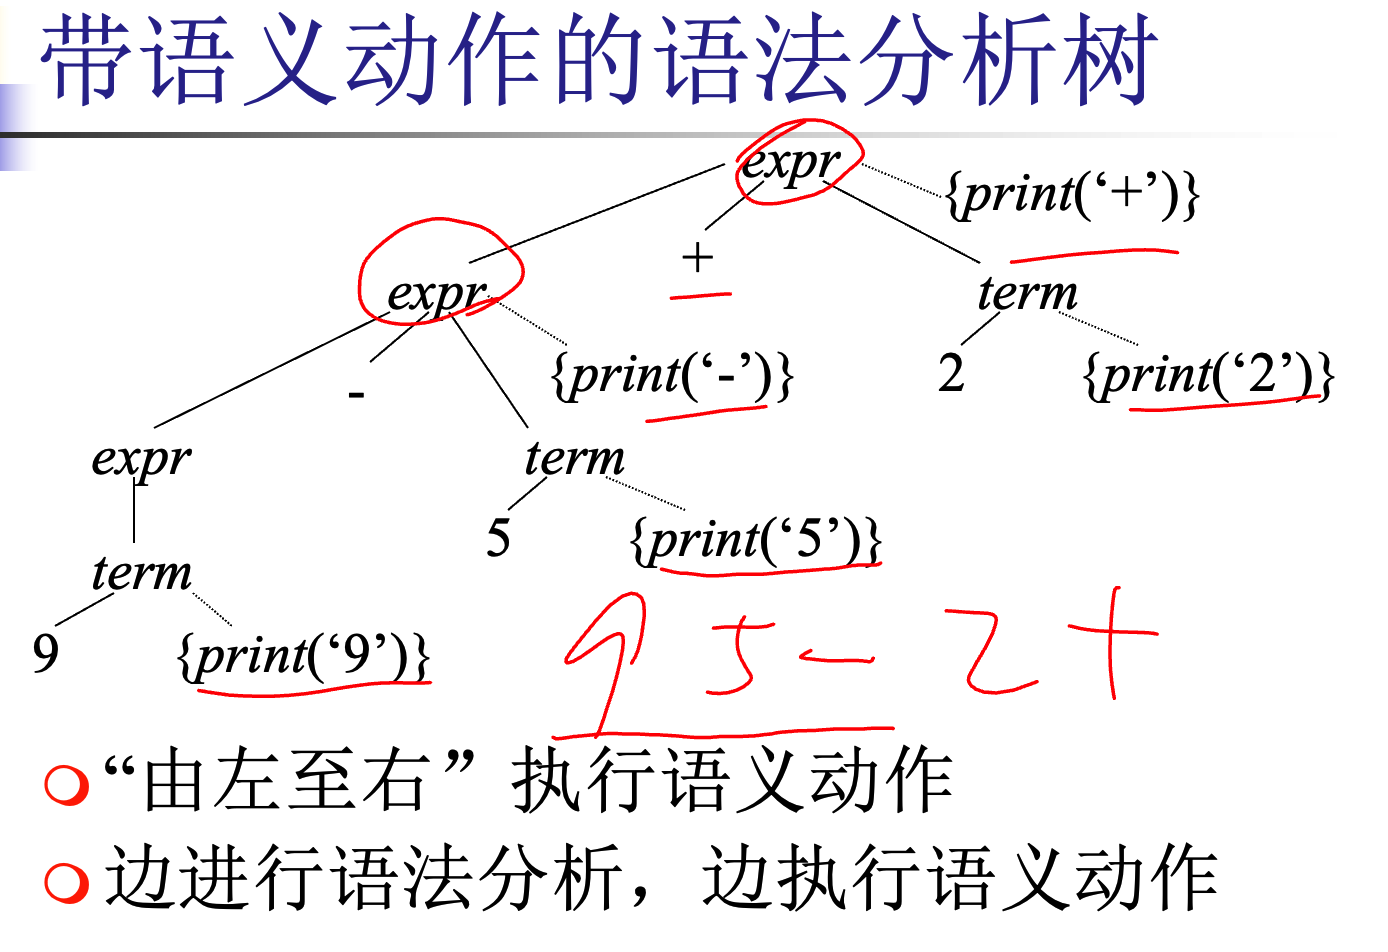 带语义动作的语法分析树
expr
{print(‘+’)}
+
expr
term
-
{print(‘-’)}
2
{print(‘2’)}
expr
term
5
{print(‘5’)}
term
9
{print(‘9’)}
9 5 - 2 +
“由左至右”执行语义动作
边进行语法分析，边执行语义动作